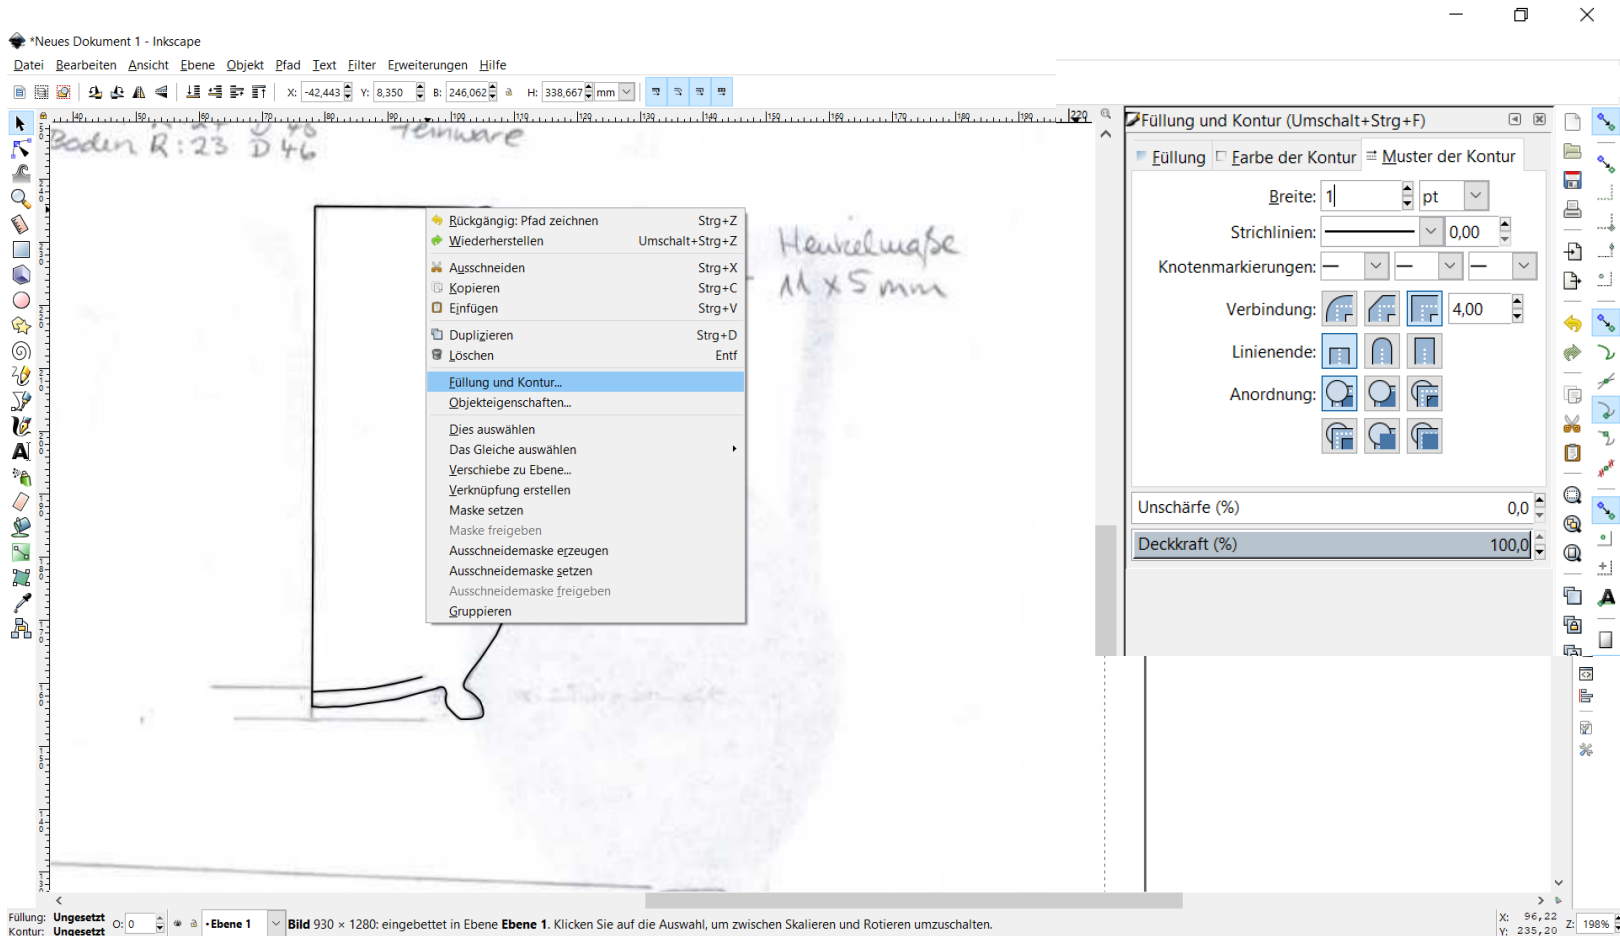 *Neues Dokument 1 - Inkscape
Datei Bearbeiten Ansicht Ebene Objekt Pfad Text Filter Erweiterungen Hilfe
X: -42,443 Y: 8,350 B: 246,062 H: 338,667 mm
Boden R: 23 D 46
Feinware
Henkelmaße
11 x 5 mm
Rückgängig: Pfad zeichnen Strg+Z
Wiederherstellen Umschalt+Strg+Z
Ausschneiden Strg+X
Kopieren Strg+C
Einfügen Strg+V
Duplizieren Strg+D
Löschen Entf
Füllung und Kontur...
Objekteigenschaften...
Dies auswählen
Das Gleiche auswählen
Verschiebe zu Ebene...
Verknüpfung erstellen
Maske setzen
Maske freigeben
Ausschneidemaske erzeugen
Ausschneidemaske setzen
Ausschneidemaske freigeben
Gruppieren
Füllung und Kontur (Umschalt+Strg+F)
Füllung Farbe der Kontur Muster der Kontur
Breite: 1 pt
Strichlinien: 0,00
Knotenmarkierungen:
Verbindung: 4,00
Linienende:
Anordnung:
Unschärfe (%) 0,0
Deckkraft (%) 100,0
Füllung: Ungesetzt
Kontur: Ungesetzt
O: 0
Ebene 1
Bild 930 × 1280: eingebettet in Ebene Ebene 1. Klicken Sie auf die Auswahl, um zwischen Skalieren und Rotieren umzuschalten.
X: 96,22
Y: 235,20
Z: 198%